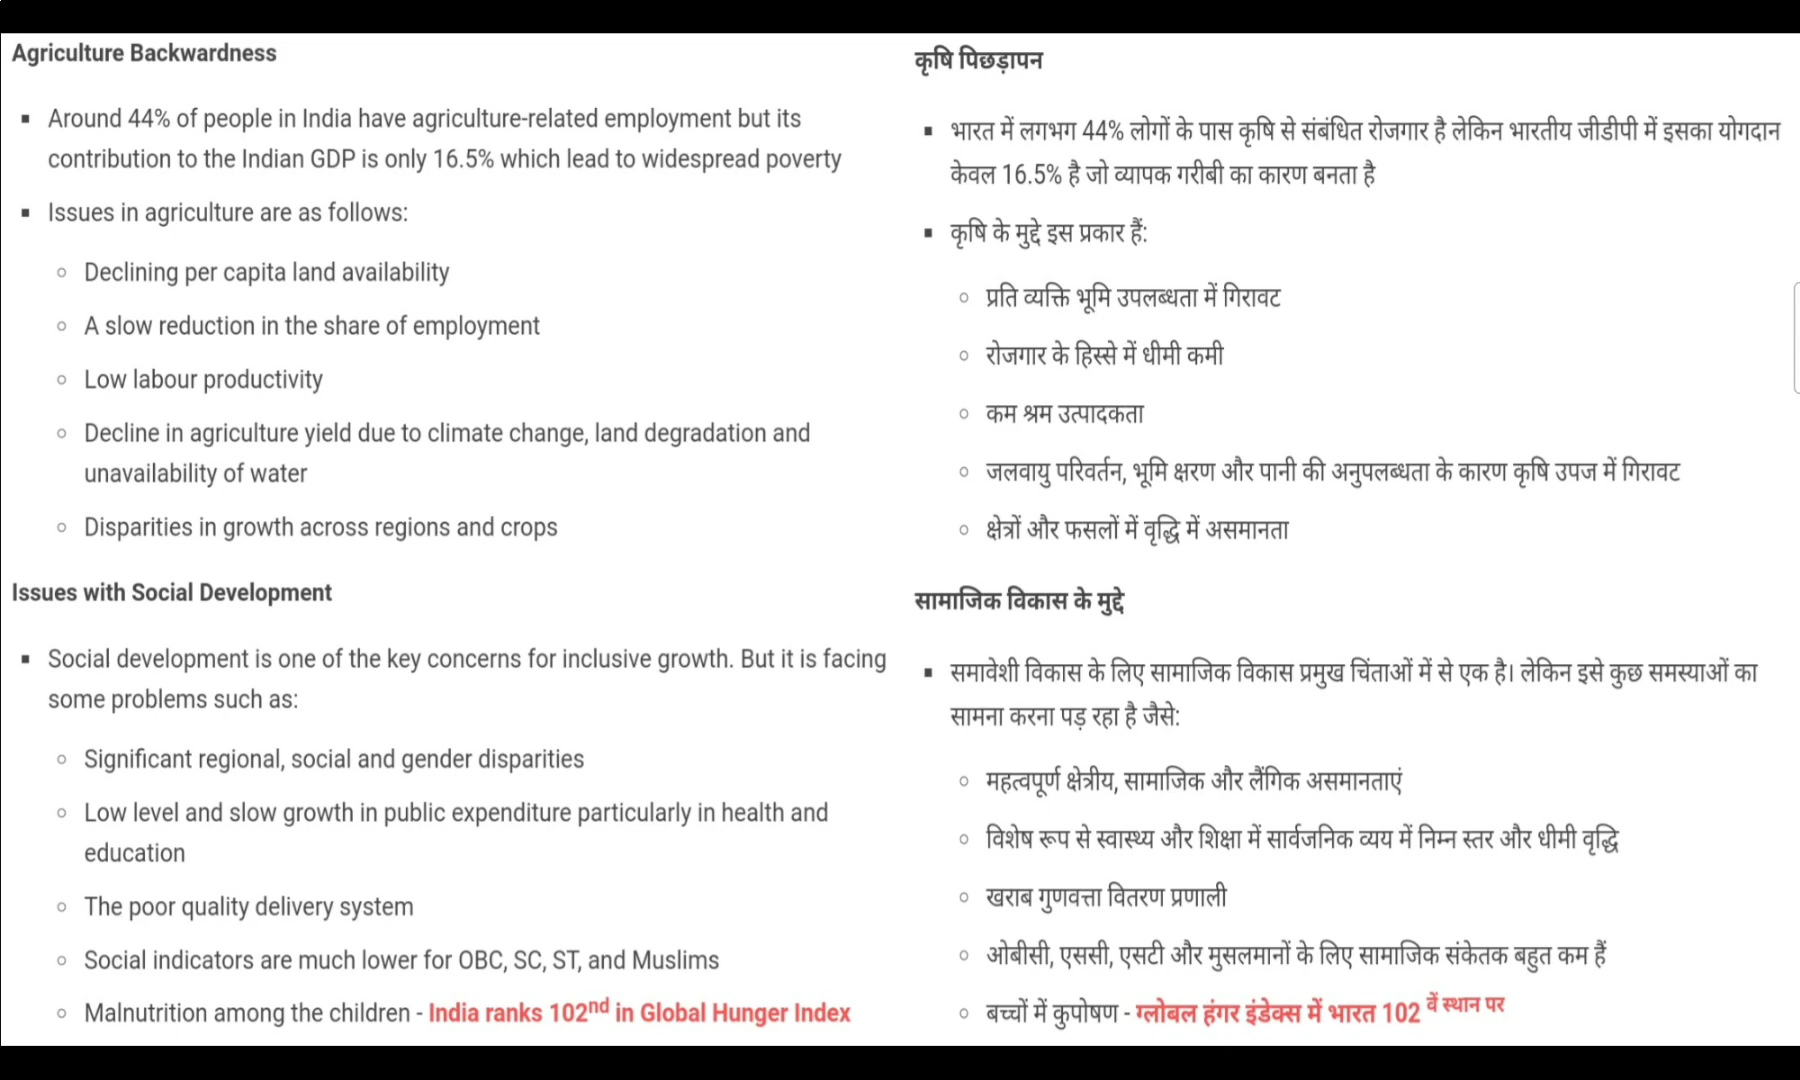 Agriculture Backwardness
▪ Around 44% of people in India have agriculture-related employment but its
contribution to the Indian GDP is only 16.5% which lead to widespread poverty
▪ Issues in agriculture are as follows:
○ Declining per capita land availability
○ A slow reduction in the share of employment
○ Low labour productivity
○ Decline in agriculture yield due to climate change, land degradation and
unavailability of water
○ Disparities in growth across regions and crops
Issues with Social Development
▪ Social development is one of the key concerns for inclusive growth. But it is facing
some problems such as:
○ Significant regional, social and gender disparities
○ Low level and slow growth in public expenditure particularly in health and
education
○ The poor quality delivery system
○ Social indicators are much lower for OBC, SC, ST, and Muslims
○ Malnutrition among the children - India ranks 102nd in Global Hunger Index
कृषि पिछड़ापन
▪ भारत में लगभग 44% लोगों के पास कृषि से संबंधित रोजगार है लेकिन भारतीय जीडीपी में इसका योगदान
केवल 16.5% है जो व्यापक गरीबी का कारण बनता है
▪ कृषि के मुद्दे इस प्रकार हैं:
○ प्रति व्यक्ति भूमि उपलब्धता में गिरावट
○ रोजगार के हिस्से में धीमी कमी
○ कम श्रम उत्पादकता
○ जलवायु परिवर्तन, भूमि क्षरण और पानी की अनुपलब्धता के कारण कृषि उपज में गिरावट
○ क्षेत्रों और फसलों में वृद्धि में असमानता
सामाजिक विकास के मुद्दे
▪ समावेशी विकास के लिए सामाजिक विकास प्रमुख चिंताओं में से एक है। लेकिन इसे कुछ समस्याओं का
सामना करना पड़ रहा है जैसे:
○ महत्वपूर्ण क्षेत्रीय, सामाजिक और लैंगिक असमानताएं
○ विशेष रूप से स्वास्थ्य और शिक्षा में सार्वजनिक व्यय में निम्न स्तर और धीमी वृद्धि
○ खराब गुणवत्ता वितरण प्रणाली
○ ओबीसी, एससी, एसटी और मुसलमानों के लिए सामाजिक संकेतक बहुत कम हैं
○ बच्चों में कुपोषण - ग्लोबल हंगर इंडेक्स में भारत 102 वें स्थान पर